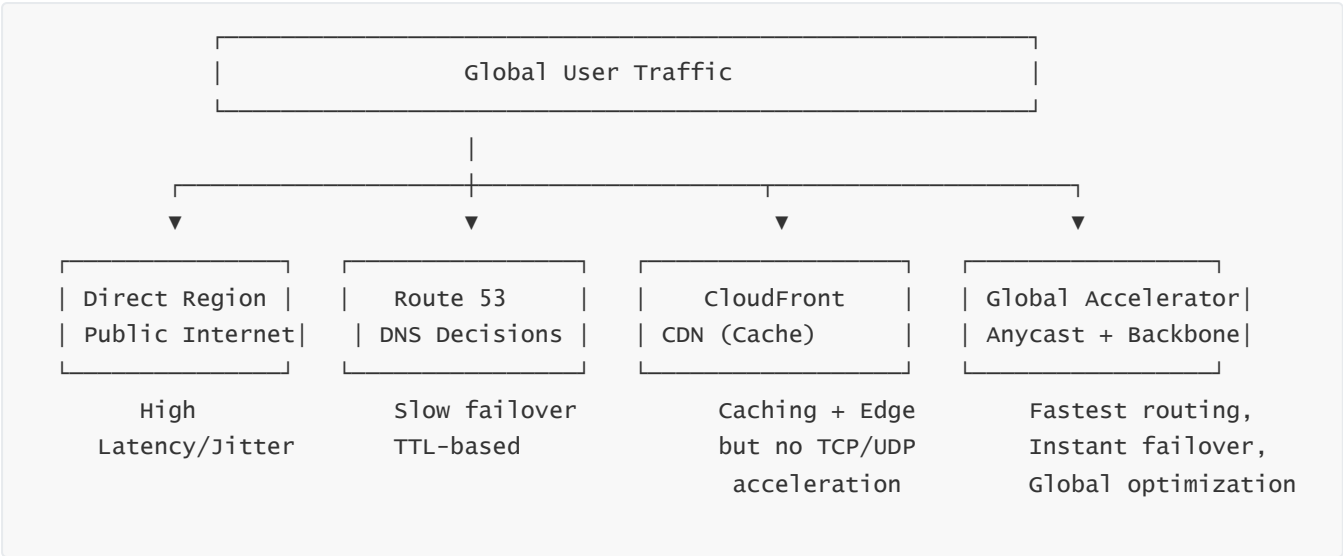 Global User Traffic
Direct Region Route 53 CloudFront Global Accelerator
Public Internet DNS Decisions CDN (Cache) Anycast + Backbone
High Slow failover Caching + Edge Fastest routing,
Latency/Jitter TTL-based but no TCP/UDP Instant failover,
acceleration Global optimization